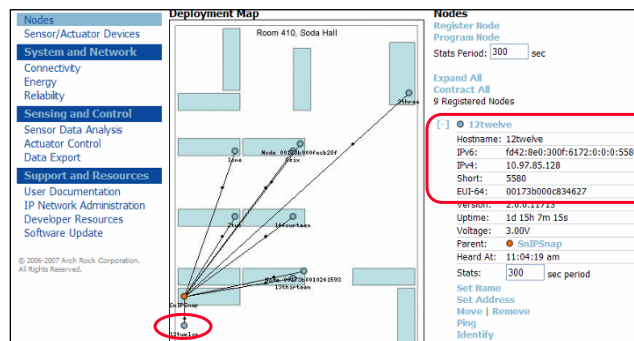 Nodes
Sensor/Actuator Devices
System and Network
Connectivity
Energy
Reliability
Sensing and Control
Sensor Data Analysis
Actuator Control
Data Export
Support and Resources
User Documentation
IP Network Administration
Developer Resources
Software Update
© 2006-2007 Arch Rock Corporation.
All Rights Reserved.
Deployment Map
Room 410, Soda Hall
3three
1one
6six
2two
14fourteen
13thirteen
SnIPSnap
12twelve
Nodes
Register Node
Program Node
Stats Period: 300 sec
Expand All
Contract All
9 Registered Nodes
[-] 12twelve
Hostname: 12twelve
IPv6: fd42:8e0:300f:6172:0:0:0:558
IPv4: 10.97.85.128
Short: 5580
EUI-64: 00173b000c834627
Version: 2.0.0.11713
Uptime: 1d 15h 7m 15s
Voltage: 3.00V
Parent: SnIPSnap
Heard At: 11:04:19 am
Stats: 300 sec period
Set Name
Set Address
Move | Remove
Ping
Identify